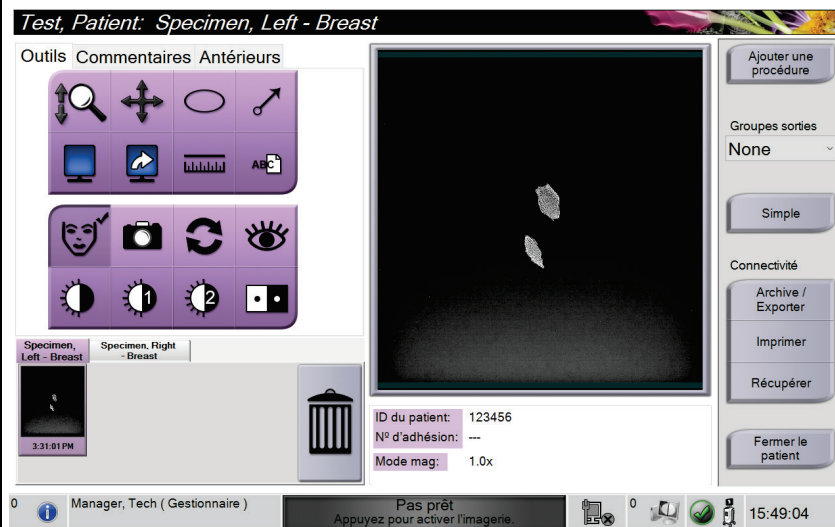 Test, Patient: Specimen, Left - Breast
Outils Commentaires Antérieurs
ABC
1
2
Specimen,
Left - Breast
Specimen, Right
- Breast
3:31:01 PM
ID du patient: 123456
Nº d'adhésion: ---
Mode mag: 1.0x
Ajouter une
procédure
Groupes sorties
None
Simple
Connectivité
Archive /
Exporter
Imprimer
Récupérer
Fermer le
patient
0
Manager, Tech ( Gestionnaire )
Pas prêt
Appuyez pour activer l'imagerie.
0
15:49:04